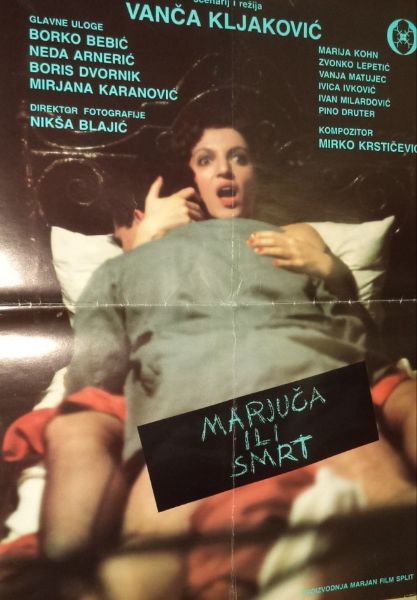 scenarij i režija
VANČA KLJAKOVIĆ
GLAVNE ULOGE
BORKO BEBIĆ
NEDA ARNERIĆ
BORIS DVORNIK
MIRJANA KARANOVIĆ
DIREKTOR FOTOGRAFIJE
NIKŠA BLAJIĆ
MARIJA KOHN
ZVONKO LEPETIĆ
VANJA MATUJEC
IVICA IVKOVIĆ
IVAN MILARDOVIĆ
PINO DRUTER
KOMPOZITOR
MIRKO KRSTIČEVIĆ
MARJUČA
ILI
SMRT
PROIZVODNJA MARJAN FILM SPLIT